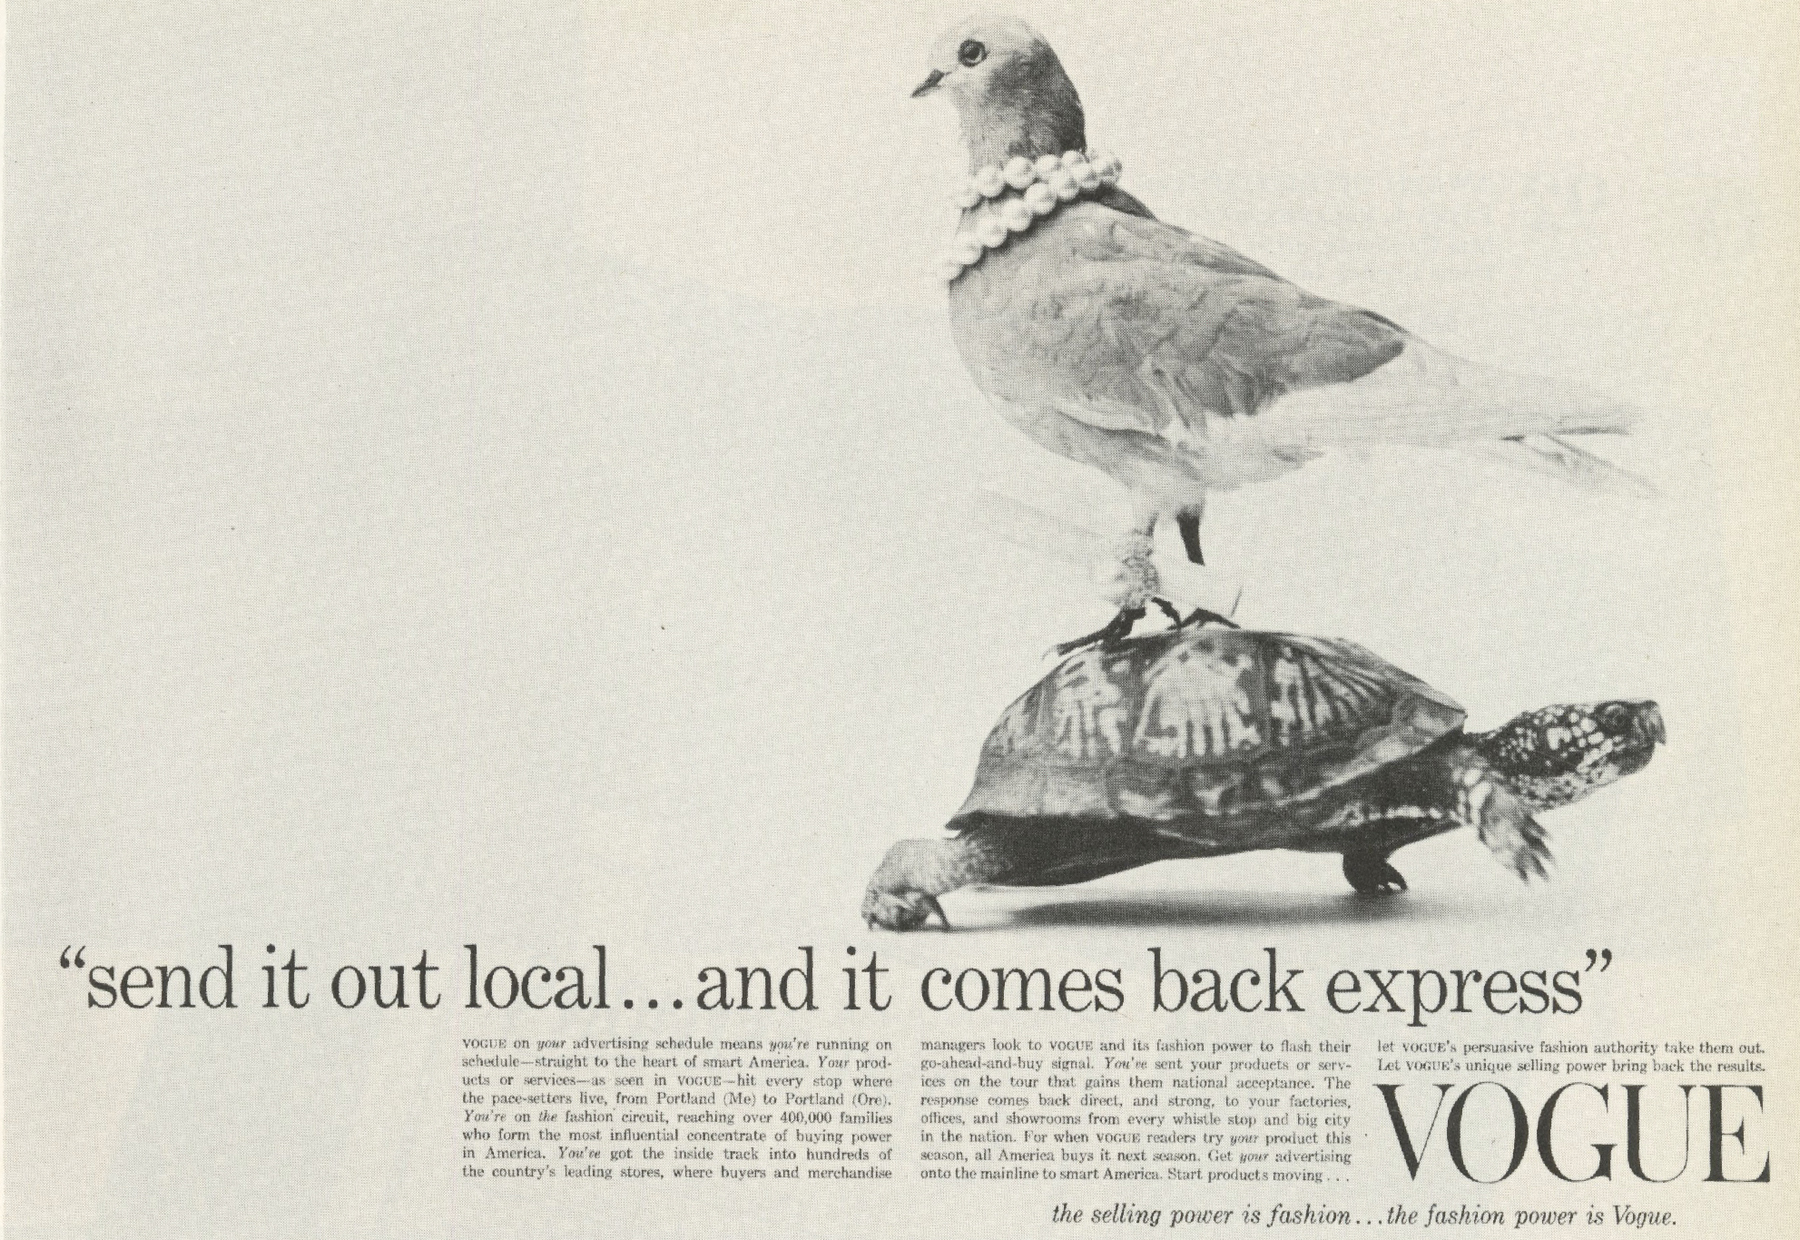 “send it out local...and it comes back express”
VOGUE on your advertising schedule means you're running on
schedule—straight to the heart of smart America. Your prod-
ucts or services—as seen in VOGUE—hit every stop where
the pace-setters live, from Portland (Me) to Portland (Ore).
You're on the fashion circuit, reaching over 400,000 families
who form the most influential concentrate of buying power
in America. You've got the inside track into hundreds of
the country's leading stores, where buyers and merchandise
managers look to VOGUE and its fashion power to flash their
go-ahead-and-buy signal. You've sent your products or serv-
ices on the tour that gains them national acceptance. The
response comes back direct, and strong, to your factories,
offices, and showrooms from every whistle stop and big city
in the nation. For when VOGUE readers try your product this
season, all America buys it next season. Get your advertising
onto the mainline to smart America. Start products moving...
let VOGUE's persuasive fashion authority take them out.
Let VOGUE's unique selling power bring back the results.
VOGUE
the selling power is fashion...the fashion power is Vogue.